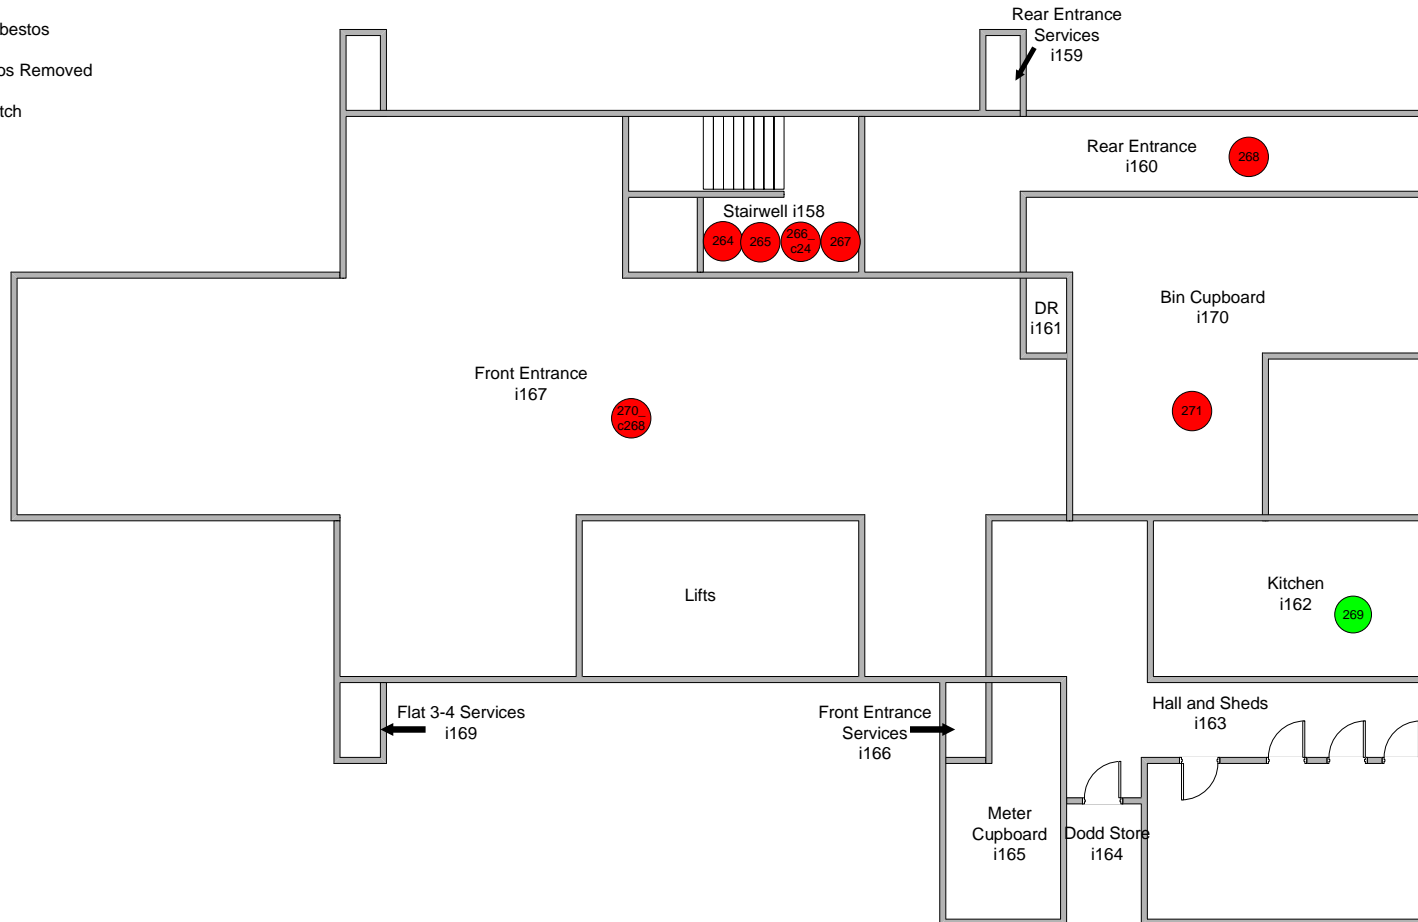 bestos
os Removed
tch
Rear Entrance
Services
i159
Rear Entrance
i160
268
Stairwell i158
264
265
266_
c24
267
DR
i161
Bin Cupboard
i170
Front Entrance
i167
270_
c268
271
Lifts
Kitchen
i162
269
Flat 3-4 Services
i169
Front Entrance
Services
i166
Hall and Sheds
i163
Meter
Cupboard
i165
Dodd Store
i164